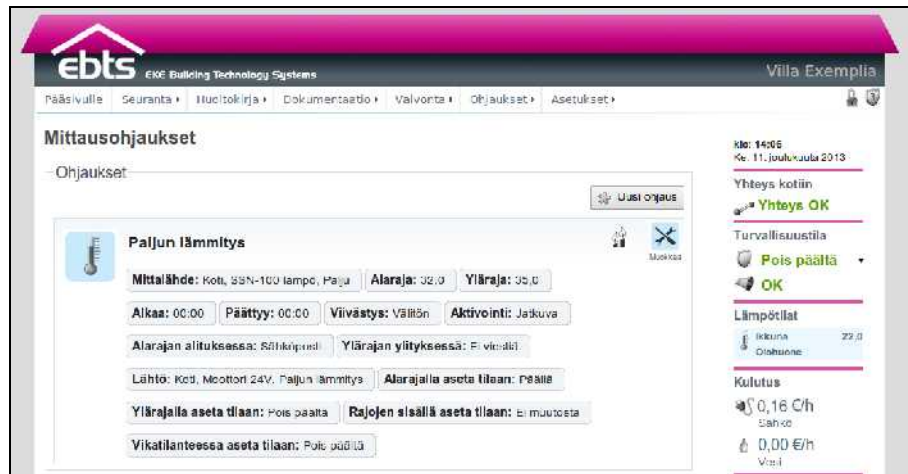 ebts EKE Building Technology Systems
Villa Exemplia
Pääsivulle Seuranta Huoltokirja Dokumentaatio Valvonta Ohjaukset Asetukset
Mittausohjaukset
klo: 14:06
Ke. 11. joulukuuta 2013
Ohjaukset
Uusi ohjaus
Yhteys kotiin
Yhteys OK
Paljun lämmitys
Muokkaa
Turvallisuustila
Pois päältä
OK
Mittalähde: Koti, SSN-100 lämpö, Palju Alaraja: 32,0 Yläraja: 35,0
Alkaa: 00:00 Päättyy: 00:00 Viivästys: Välitön Aktivointi: Jatkuva
Lämpötilat
Ikkuna 22,0
Olohuone
Alarajan alituksessa: Sähköposti Ylärajan ylityksessä: Ei viestiä
Lähtö: Koti, Moottori 24V, Paljun lämmitys Alarajalla aseta tilaan: Päällä
Kulutus
0,16 €/h
Sähkö
Ylärajalla aseta tilaan: Pois päältä Rajojen sisällä aseta tilaan: Ei muutosta
0,00 €/h
Vesi
Vikatilanteessa aseta tilaan: Pois päältä